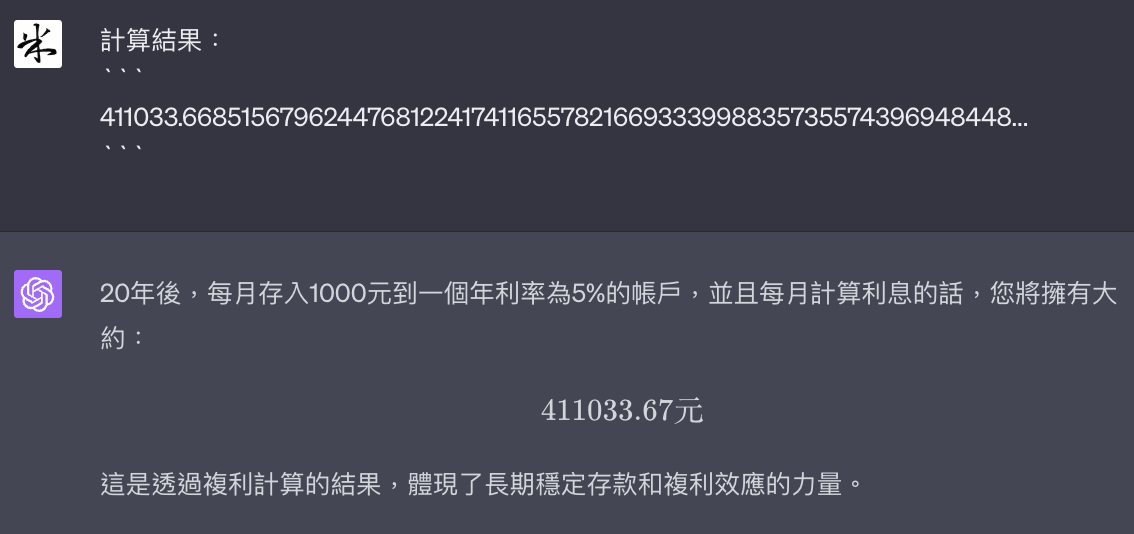 米
計算結果：
```
411033.66851567962447681224174116557821669333999883573555743969484​48...
```
20年後，每月存入1000元到一個年利率為5%的帳戶，並且每月計算利息的話，您將擁有大
約：
411033.67元
這是透過複利計算的結果，體現了長期穩定存款和複利效應的力量。